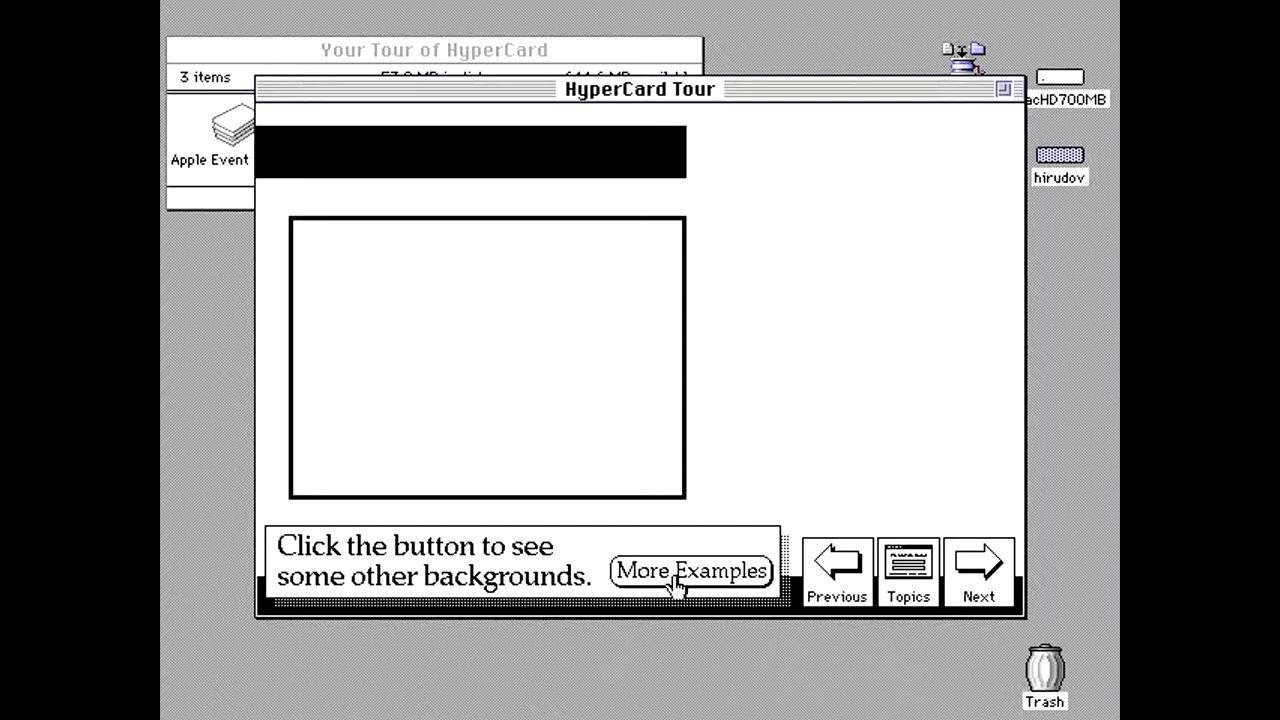 Your Tour of HyperCard
3 items
HyperCard Tour
acHD700MB
Apple Event
hirudov
Click the button to see
some other backgrounds.
More Examples
Previous
Topics
Next
Trash